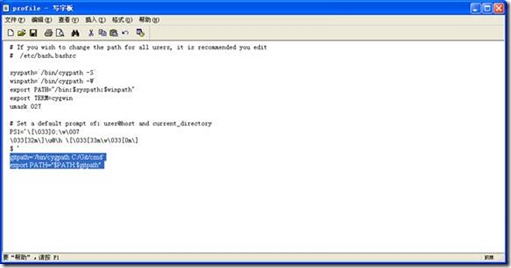 profile - 写字板
文件(F) 编辑(E) 查看(V) 插入(I) 格式(O) 帮助(H)
# If you wish to change the path for all users, it is recommended you edit
# /etc/bash.bashrc
syspath=`/bin/cygpath -S`
winpath=`/bin/cygpath -W`
export PATH="/bin:$syspath:$winpath"
export TERM=cygwin
umask 027
# Set a default prompt of: user@host and current_directory
PS1='\[\033]0;\w\007
\033[32m\]\u@\h \[\033[33m\w\033[0m\]
$ '
gitpath=`/bin/cygpath C:/Git/cmd`
export PATH="$PATH:$gitpath"
要“帮助”，请按 F1